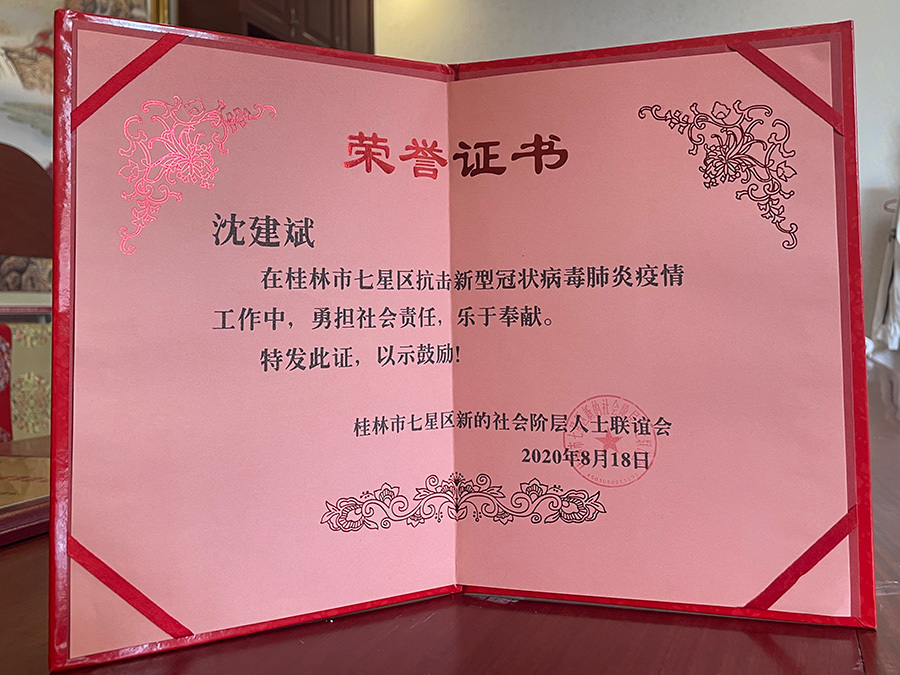 荣誉证书
沈建斌
在桂林市七星区抗击新型冠状病毒肺炎疫情
工作中，勇担社会责任，乐于奉献。
特发此证，以示鼓励！
桂林市七星区新的社会阶层人士联谊会
2020年8月18日